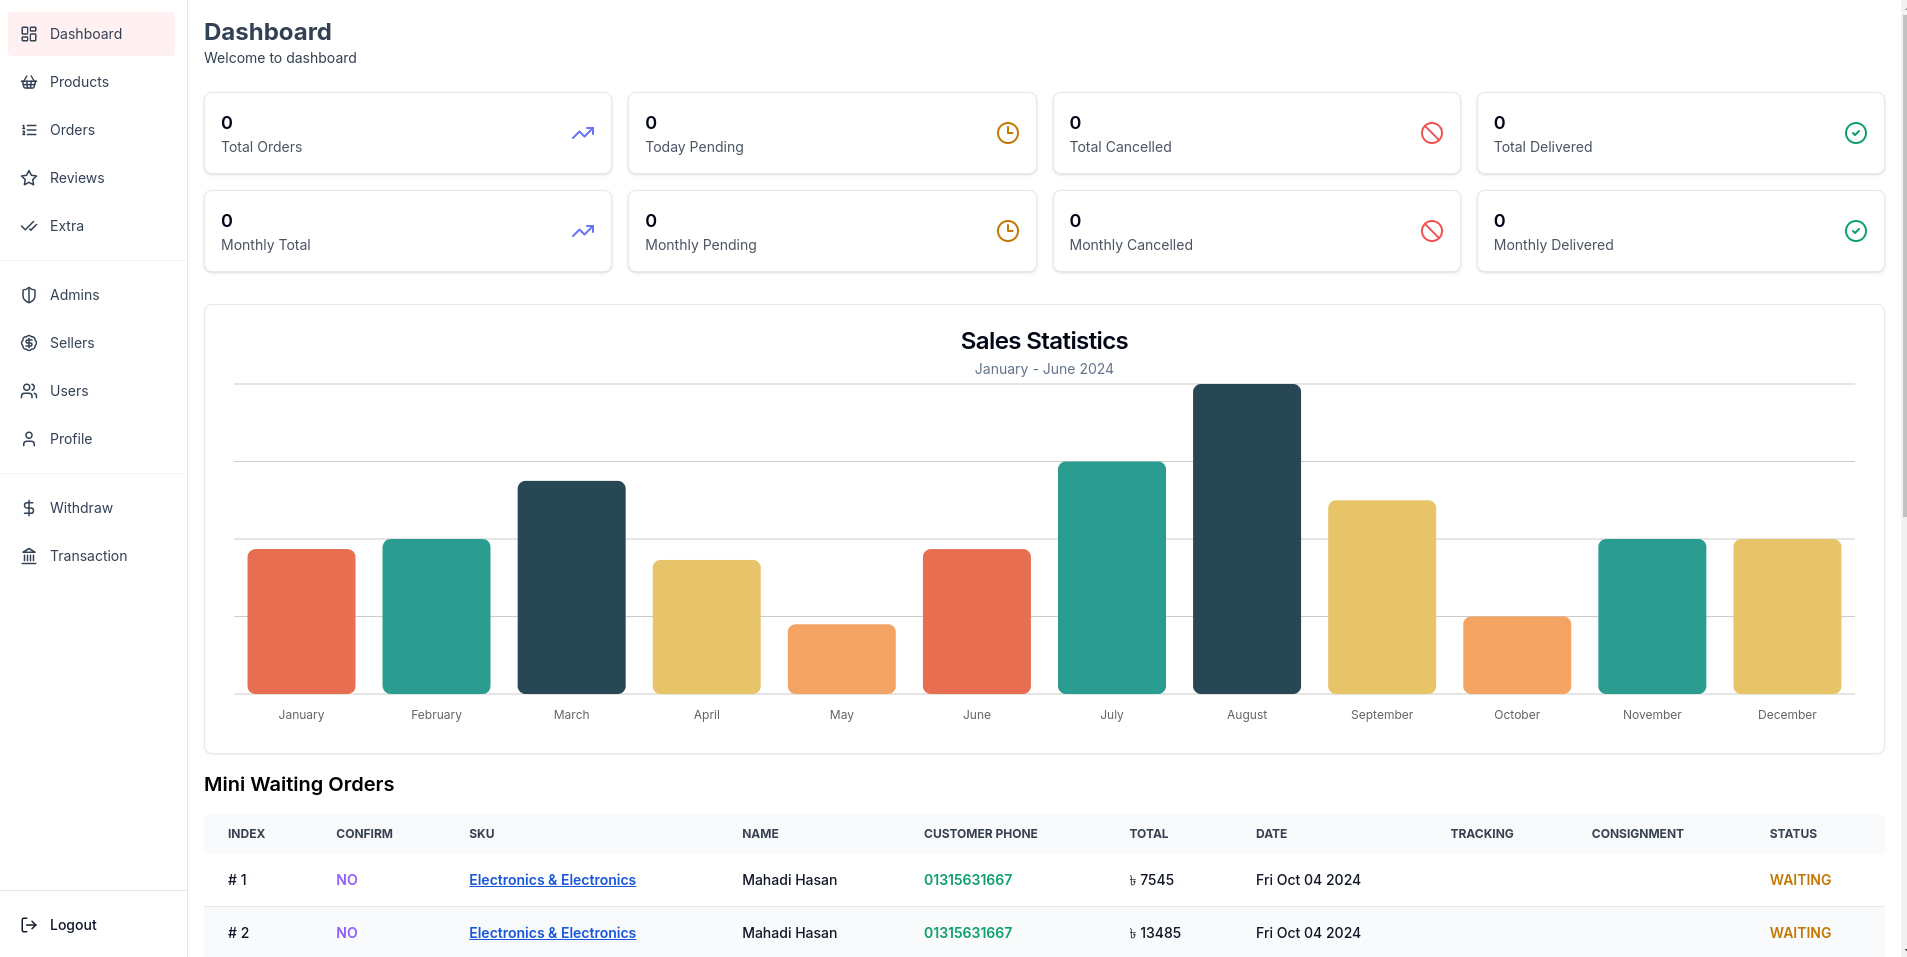 Dashboard
Products
Orders
Reviews
Extra
Admins
Sellers
Users
Profile
Withdraw
Transaction
Logout
Dashboard
Welcome to dashboard
0
Total Orders
0
Today Pending
0
Total Cancelled
0
Total Delivered
0
Monthly Total
0
Monthly Pending
0
Monthly Cancelled
0
Monthly Delivered
Sales Statistics
January - June 2024
January February March April May June July August September October November December
Mini Waiting Orders
INDEX CONFIRM SKU NAME CUSTOMER PHONE TOTAL DATE TRACKING CONSIGNMENT STATUS
# 1 NO Electronics & Electronics Mahadi Hasan 01315631667 ৳ 7545 Fri Oct 04 2024 WAITING
# 2 NO Electronics & Electronics Mahadi Hasan 01315631667 ৳ 13485 Fri Oct 04 2024 WAITING